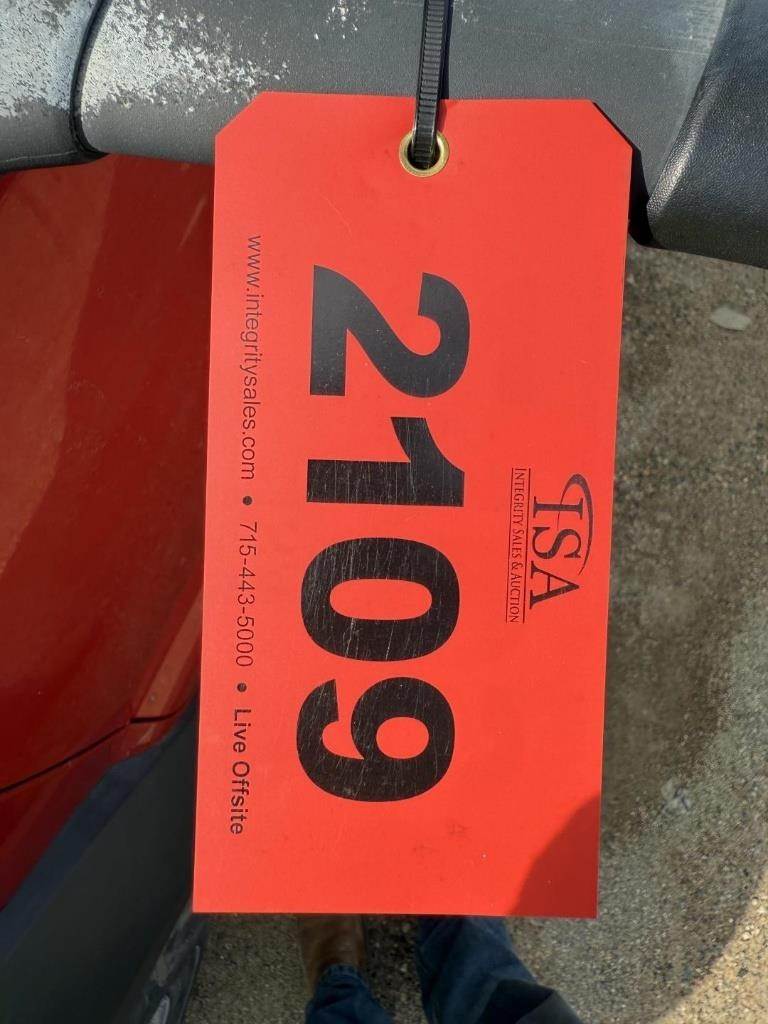 ISA
INTEGRITY SALES & AUCTION
2109
www.integritysales.com • 715-443-5000 • Live Offsite